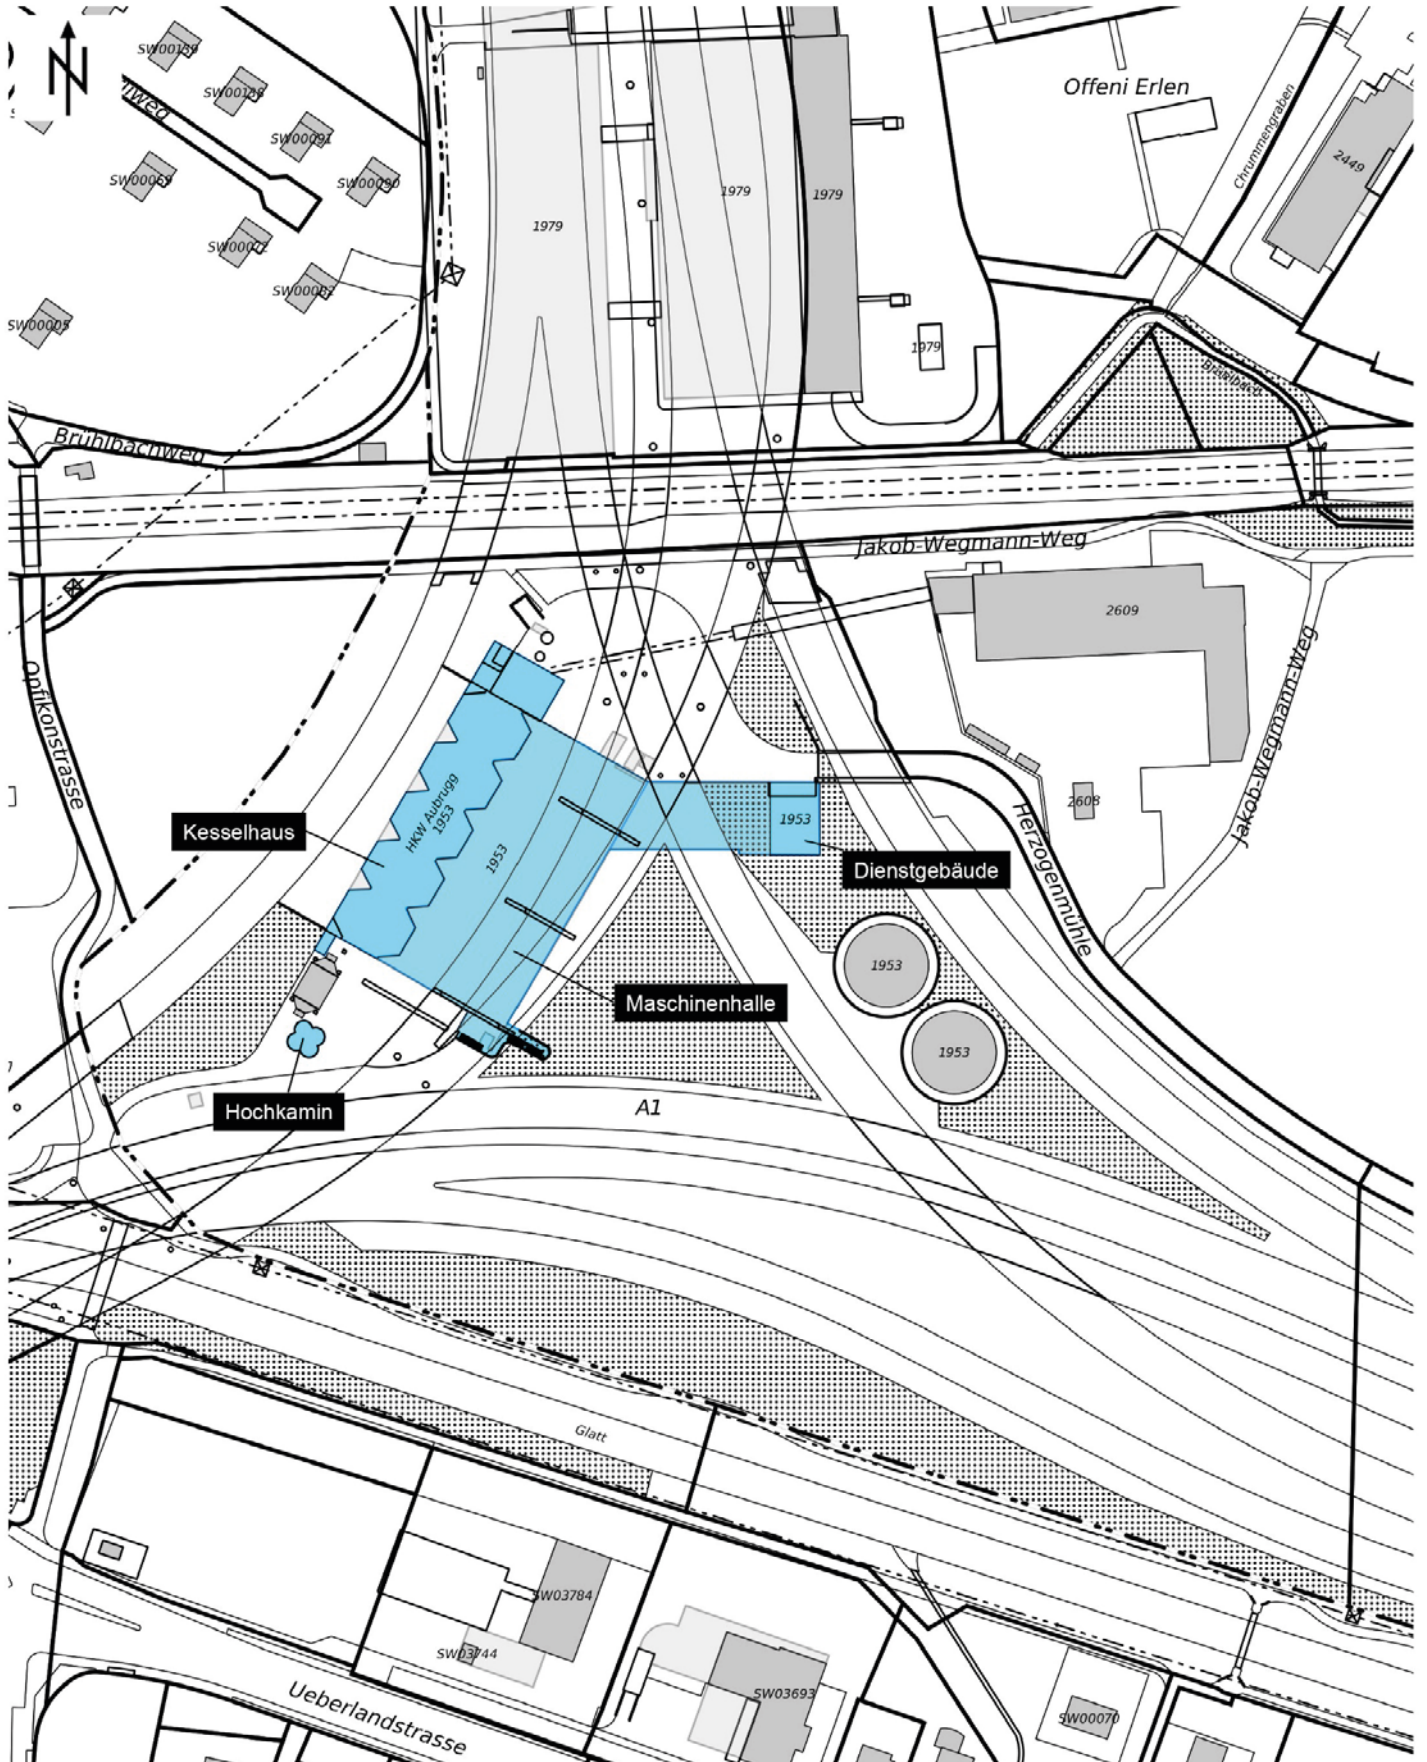 N
SW00139
SW00138
SW00091
SW00069
SW00090
SW00072
SW00082
SW00005
Offeni Erlen
Chrummengraben
2449
1979
1979
1979
1979
Brühlbach
Brühlbachweg
Jakob-Wegmann-Weg
2609
Opfikonstrasse
Jakob-Wegmann-Weg
2608
Herzogenmühle
HKW Aubrugg
1953
Kesselhaus
1953
1953
Dienstgebäude
1953
Maschinenhalle
1953
Hochkamin
A1
Glatt
SW03784
SW03744
SW03693
SW00070
Ueberlandstrasse